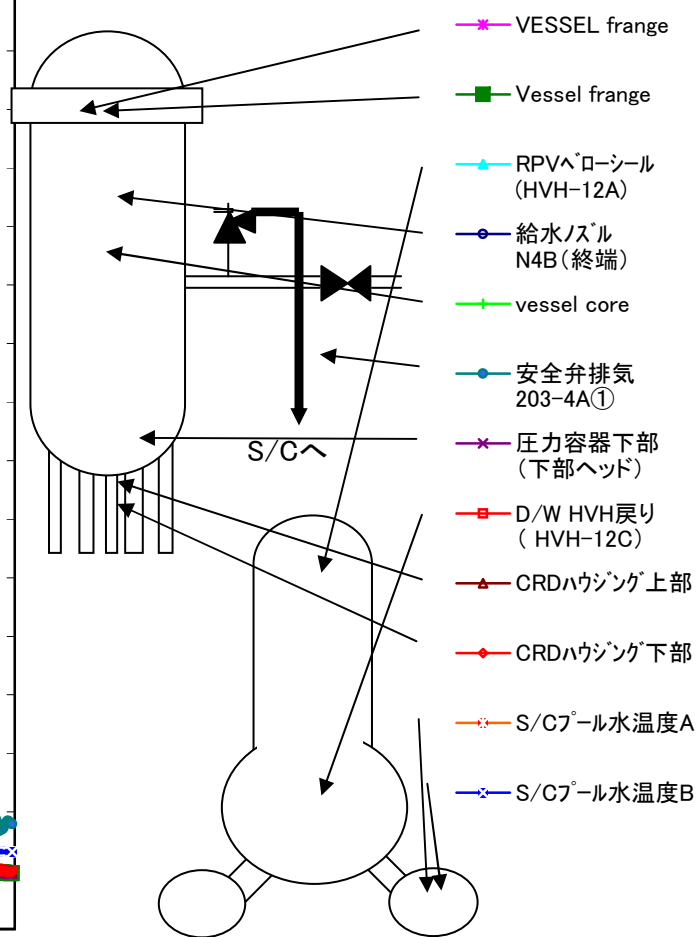 VESSEL frange
Vessel frange
RPVベローシール
(HVH-12A)
給水ノズル
N4B(終端)
vessel core
安全弁排気
203-4A①
圧力容器下部
(下部ヘッド)
D/W HVH戻り
( HVH-12C)
CRDハウジング上部
CRDハウジング下部
S/Cプール水温度A
S/Cプール水温度B
S/Cへ